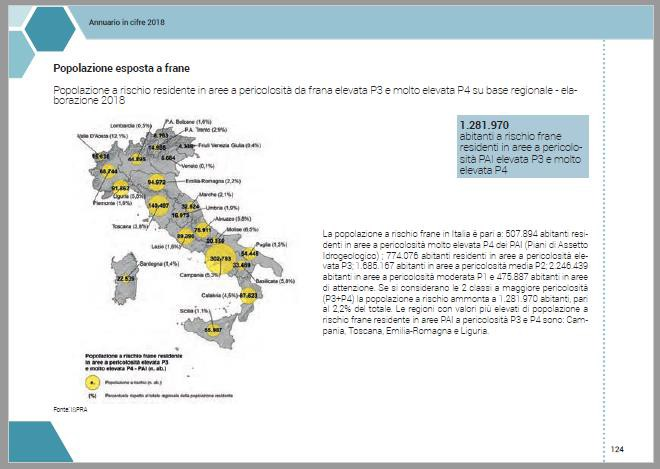 Annuario in cifre 2018
Popolazione esposta a frane
Popolazione a rischio residente in aree a pericolosità da frana elevata P3 e molto elevata P4 su base regionale - ela-
borazione 2018
1.281.970
abitanti a rischio frane
residenti in aree a pericolo-
sità PAI elevata P3 e molto
elevata P4
P.A. Bolzano (1,6%)
Lombardia (0,5%)
P.A. Trento (2,9%)
Valle D'Aosta (12,1%)
Friuli Venezia Giulia (0,4%)
Veneto (0,1%)
Emilia-Romagna (2,2%)
94.972
Liguria
91.862
Piemonte (1,9%)
Marche (2,1%)
Umbria (1,9%)
Toscana (3,8%)
Abruzzo (5,8%)
Molise (6,5%)
Lazio (1,6%)
Puglia (1,3%)
302.783
Campania (5,3%)
Basilicata (5,8%)
Sardegna (1,4%)
22.539
Calabria (4,5%)
Sicilia (1,1%)
La popolazione a rischio frane in Italia è pari a: 507.894 abitanti resi-
denti in aree a pericolosità molto elevata P4 dei PAI (Piani di Assetto
Idrogeologico) ; 774.076 abitanti residenti in aree a pericolosità ele-
vata P3; 1.685.167 abitanti in aree a pericolosità media P2; 2.246.439
abitanti in aree a pericolosità moderata P1 e 475.887 abitanti in aree
di attenzione. Se si considerano le 2 classi a maggiore pericolosità
(P3+P4) la popolazione a rischio ammonta a 1.281.970 abitanti, pari
al 2,2% del totale. Le regioni con valori più elevati di popolazione a
rischio frane residente in aree PAI a pericolosità P3 e P4 sono: Cam-
pania, Toscana, Emilia-Romagna e Liguria.
Popolazione a rischio frane residente
in aree a pericolosità elevata P3
e molto elevata P4 - PAI (n. ab.)
n. Popolazione a rischio (n. ab.)
(%) Percentuale rispetto al totale regionale della popolazione residente
Fonte: ISPRA
124